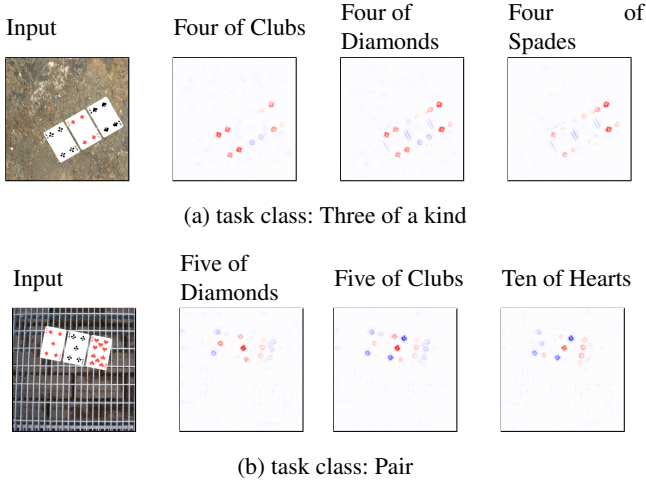 Input
Four of Clubs
Four of
Diamonds
Four of
Spades
(a) task class: Three of a kind
Input
Five of
Diamonds
Five of Clubs
Ten of Hearts
(b) task class: Pair